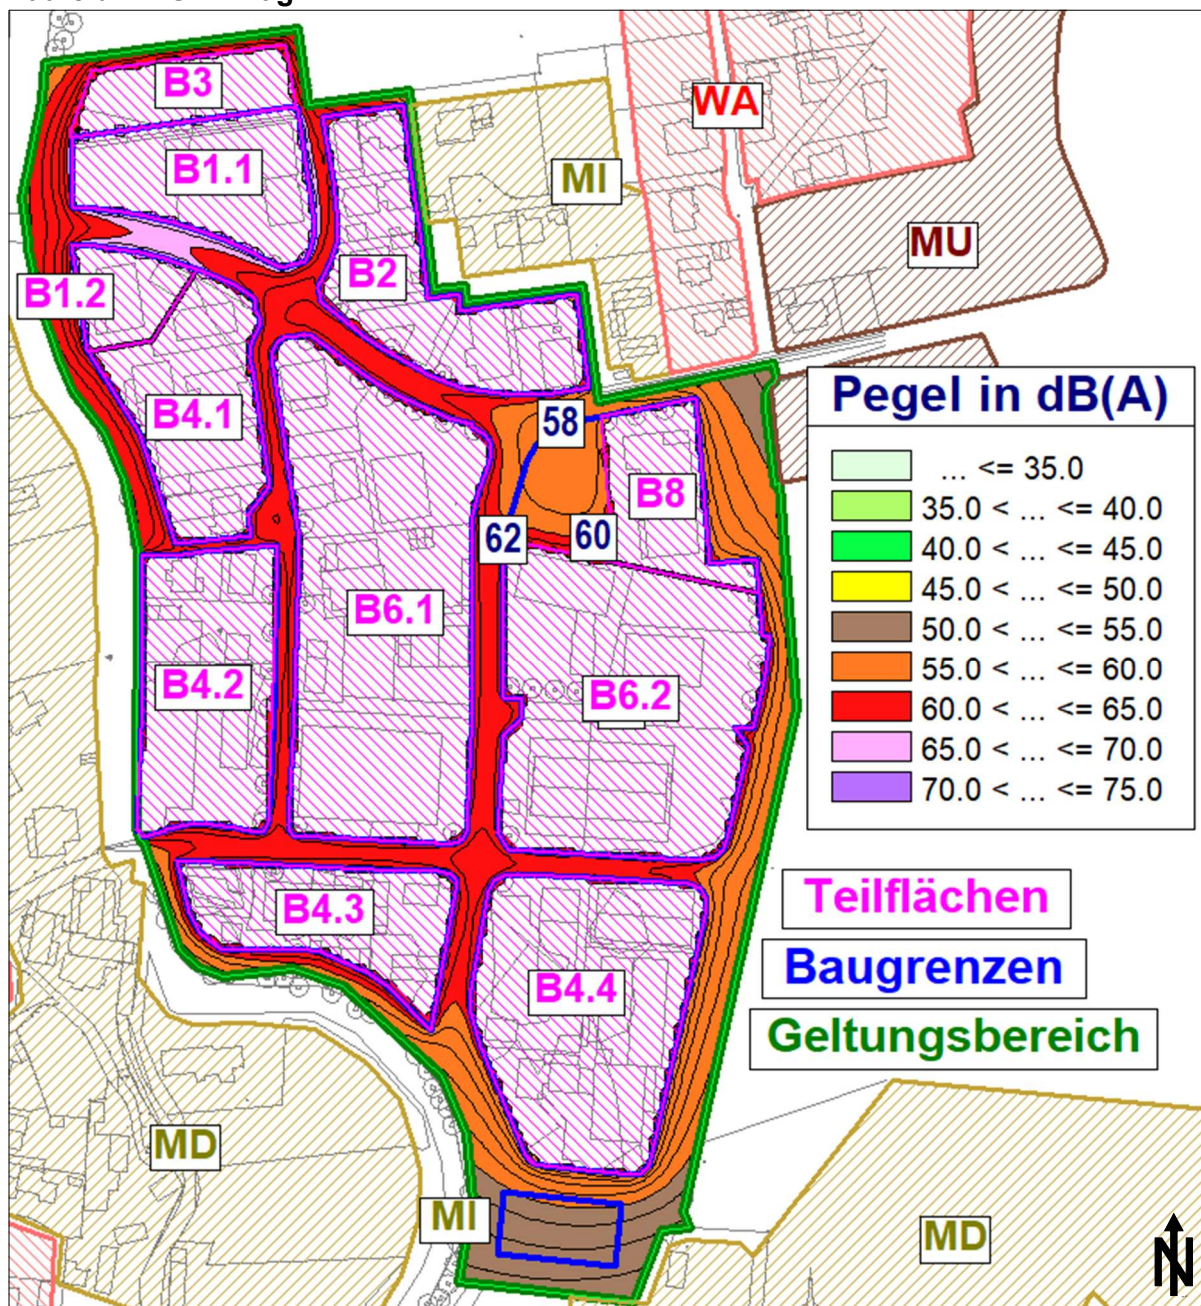 B3
WA
B1.1
MI
MU
B2
B1.2
Pegel in dB(A)
B4.1
58
... <= 35.0
B8
35.0 < ... <= 40.0
62
60
40.0 < ... <= 45.0
45.0 < ... <= 50.0
B6.1
50.0 < ... <= 55.0
B4.2
B6.2
55.0 < ... <= 60.0
60.0 < ... <= 65.0
65.0 < ... <= 70.0
70.0 < ... <= 75.0
Teilflächen
B4.3
Baugrenzen
B4.4
Geltungsbereich
MD
MI
MD
N